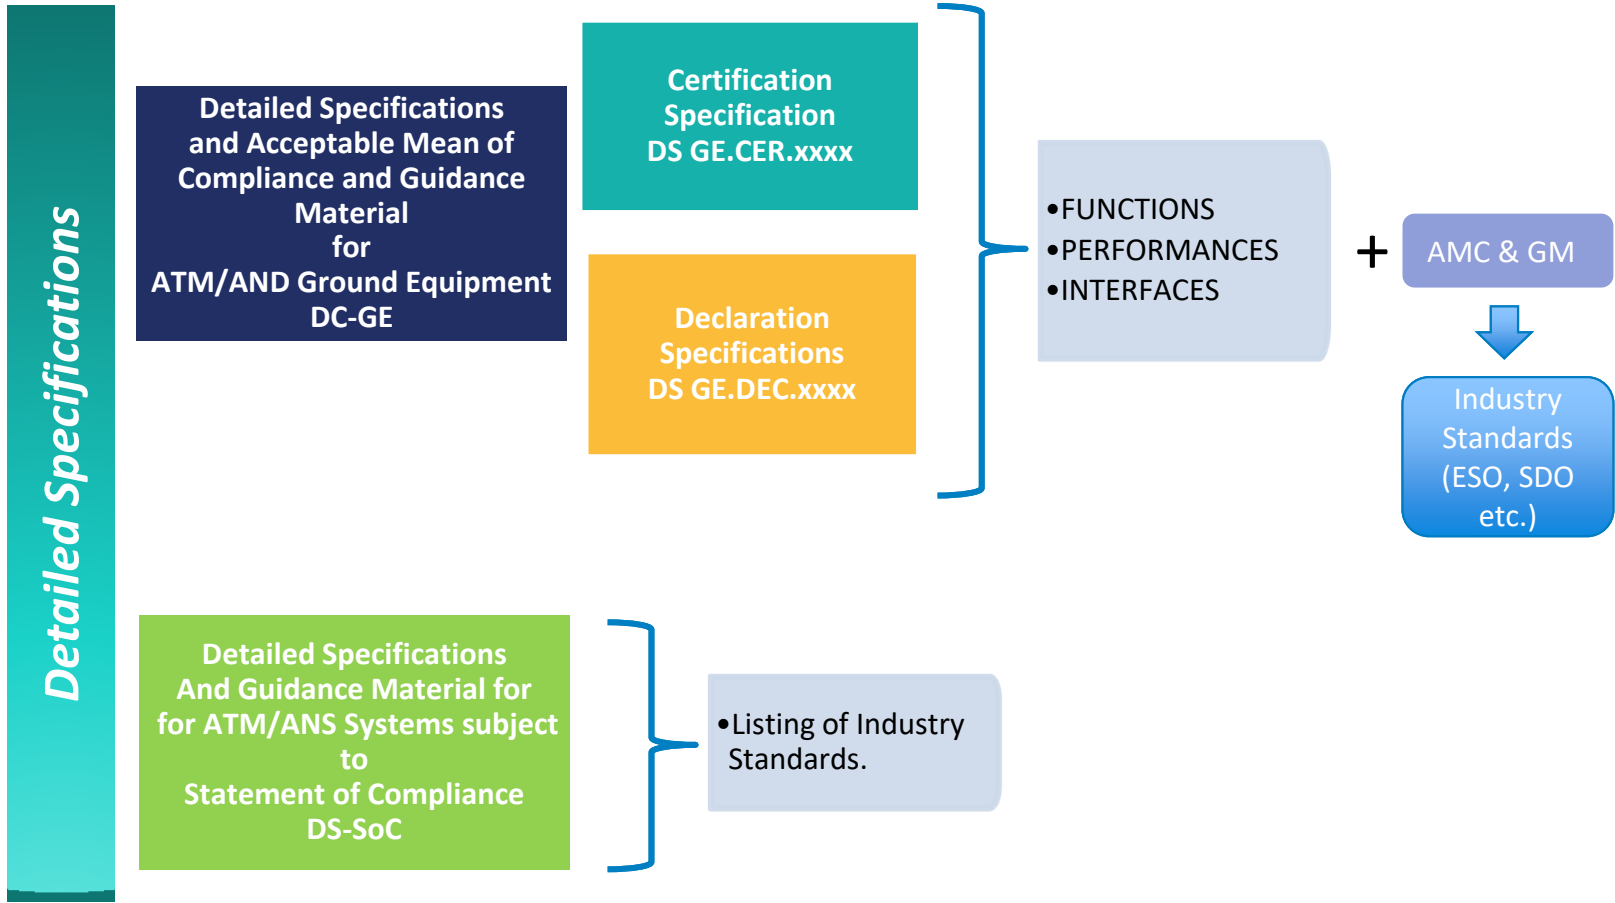 Detailed Specifications
Detailed Specifications
and Acceptable Mean of
Compliance and Guidance
Material
for
ATM/AND Ground Equipment
DC-GE
Certification
Specification
DS GE.CER.xxxx
Declaration
Specifications
DS GE.DEC.xxxx
•FUNCTIONS
•PERFORMANCES
•INTERFACES
+
AMC & GM
Industry
Standards
(ESO, SDO
etc.)
Detailed Specifications
And Guidance Material for
for ATM/ANS Systems subject
to
Statement of Compliance
DS-SoC
•Listing of Industry
Standards.